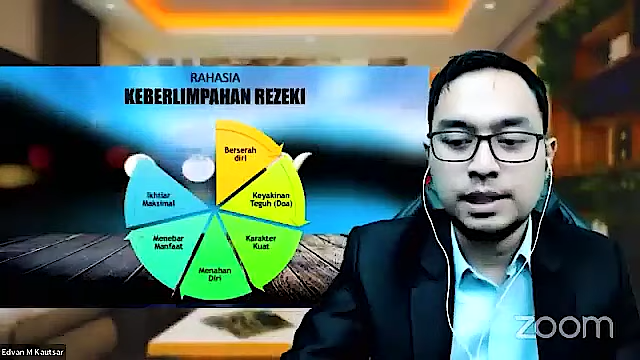 RAHASIA
KEBERLIMPAHAN REZEKI
Berserah
diri
Keyakinan
Teguh (Doa)
Karakter
Kuat
Menahan
Diri
Menebar
Manfaat
Ikhtiar
Maksimal
Edvan M Kautsar
zoom